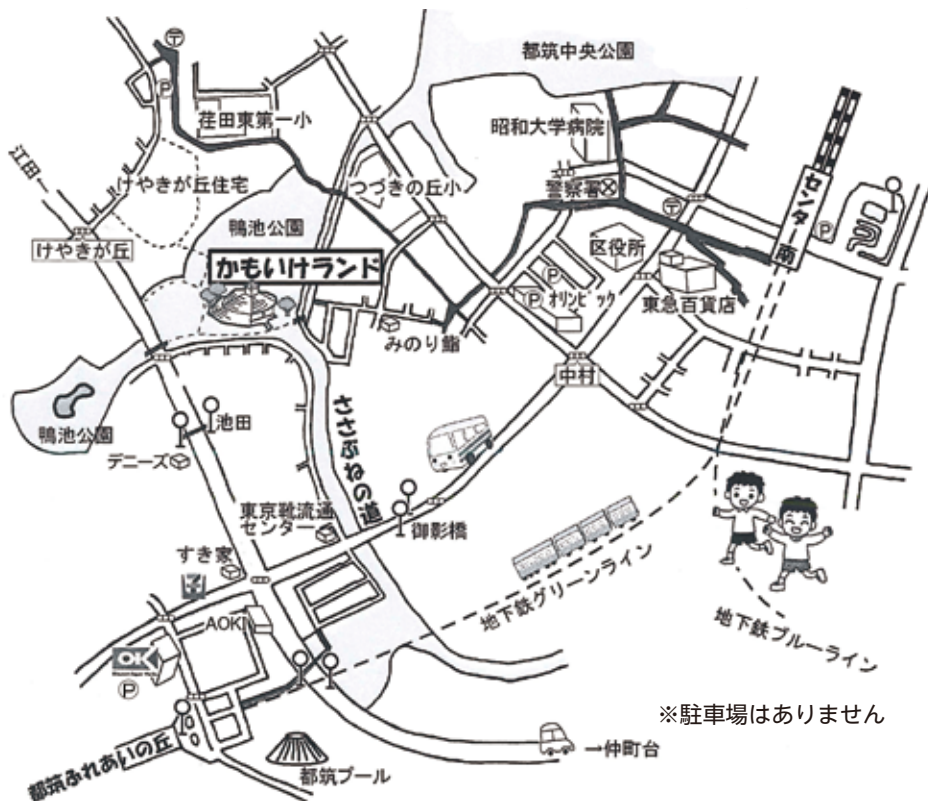 都筑中央公園
荏田東第一小
昭和大学病院
江田
けやきが丘住宅
つづきの丘小
警察署
センター南
P
鴨池公園
区役所
けやきが丘
かもいけランド
P
P
オリンピック
東急百貨店
みのり鮨
中村
鴨池公園
池田
デニーズ
ささぶねの道
東京靴流通
センター
御影橋
すき家
地下鉄グリーンライン
AOKI
地下鉄ブルーライン
OK
P
※駐車場はありません
→仲町台
都筑ふれあいの丘
都筑プール
P
〒
〒
7